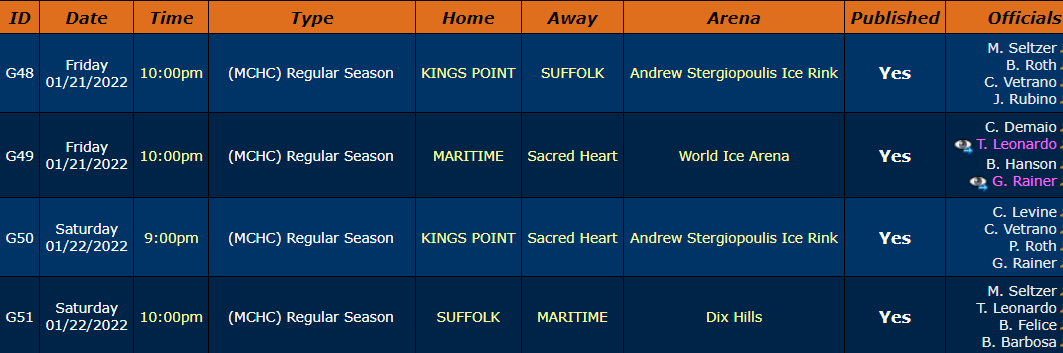 ID Date Time Type Home Away Arena Published Officials
G48 Friday 01/21/2022 10:00pm (MCHC) Regular Season KINGS POINT SUFFOLK Andrew Stergiopoulis Ice Rink Yes M. Seltzer
B. Roth
C. Vetrano
J. Rubino
G49 Friday 01/21/2022 10:00pm (MCHC) Regular Season MARITIME Sacred Heart World Ice Arena Yes C. Demaio
T. Leonardo
B. Hanson
G. Rainer
G50 Saturday 01/22/2022 9:00pm (MCHC) Regular Season KINGS POINT Sacred Heart Andrew Stergiopoulis Ice Rink Yes C. Levine
C. Vetrano
P. Roth
G. Rainer
G51 Saturday 01/22/2022 10:00pm (MCHC) Regular Season SUFFOLK MARITIME Dix Hills Yes M. Seltzer
T. Leonardo
B. Felice
B. Barbosa